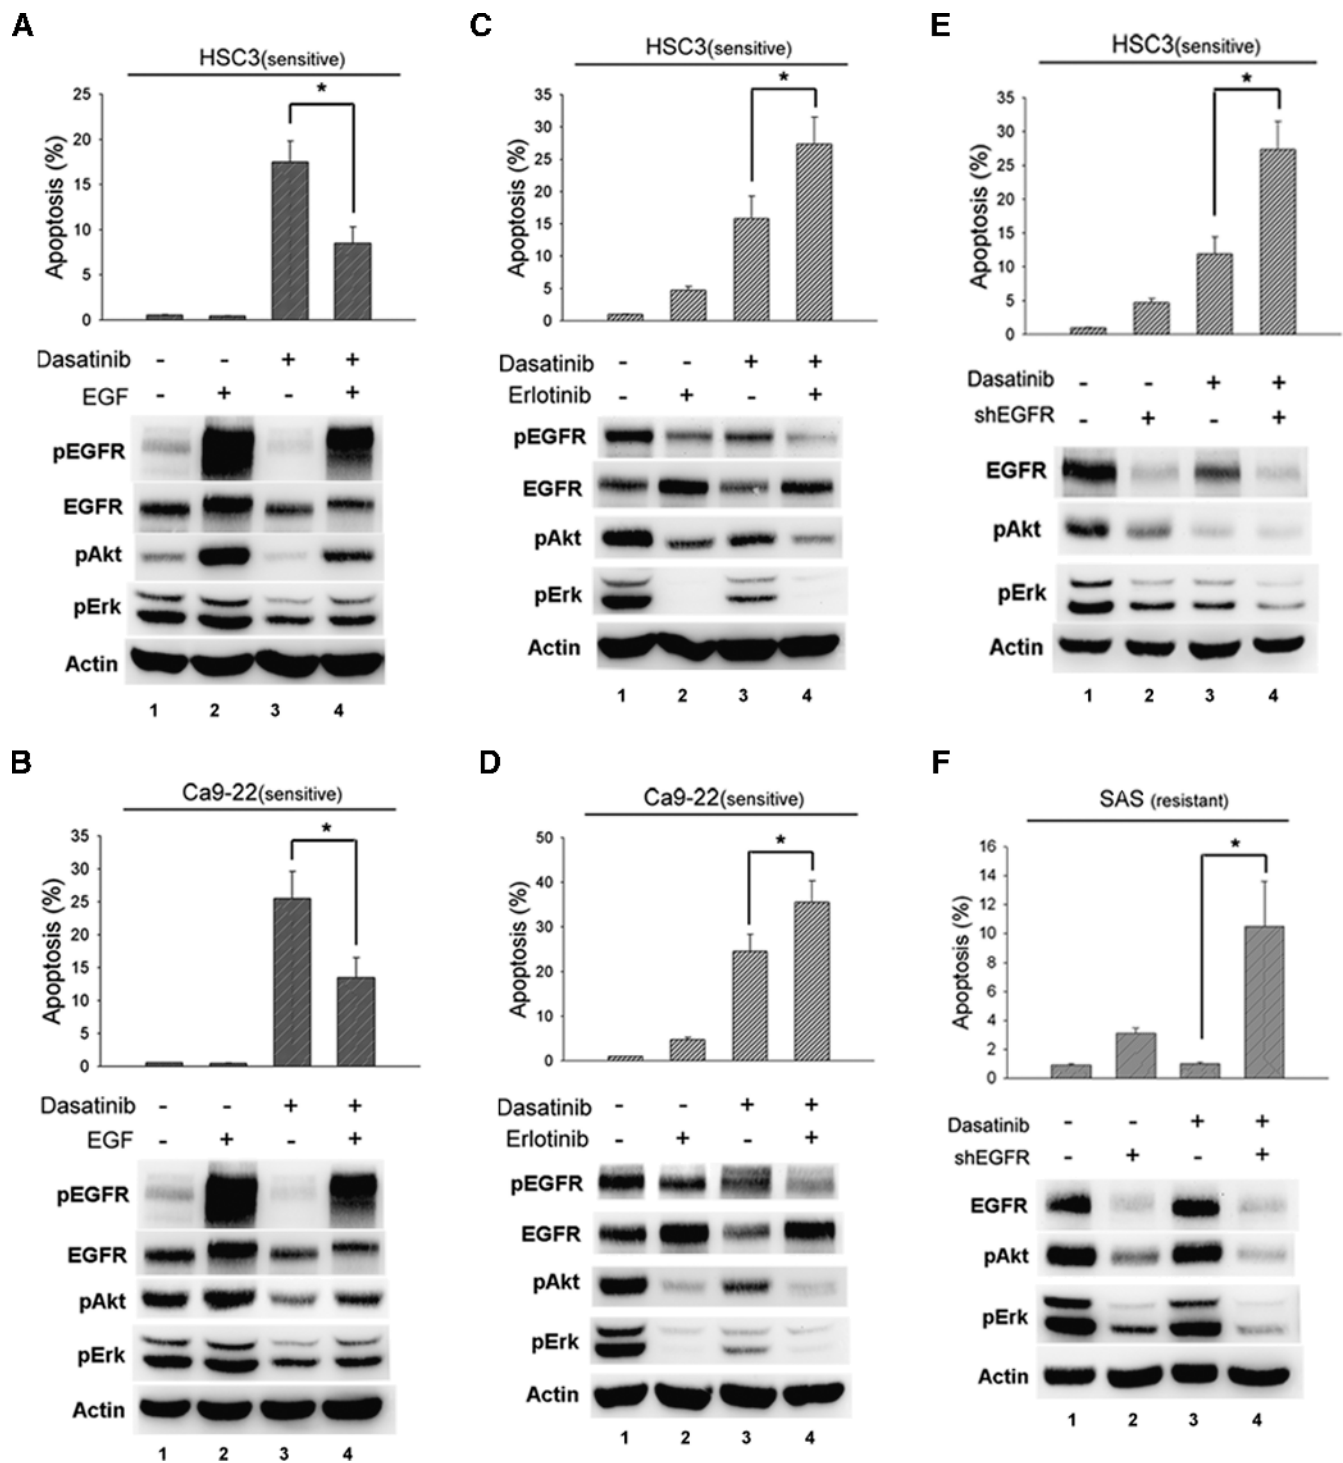 A
HSC3(sensitive)
*
25
20
15
10
5
0
Apoptosis (%)
Dasatinib - - + +
EGF - + - +
pEGFR
EGFR
pAkt
pErk
Actin
1 2 3 4
C
HSC3(sensitive)
*
35
30
25
20
15
10
5
0
Apoptosis (%)
Dasatinib - - + +
Erlotinib - + - +
pEGFR
EGFR
pAkt
pErk
Actin
1 2 3 4
E
HSC3(sensitive)
*
35
30
25
20
15
10
5
0
Apoptosis (%)
Dasatinib - - + +
shEGFR - + - +
EGFR
pAkt
pErk
Actin
1 2 3 4
B
Ca9-22(sensitive)
*
35
30
25
20
15
10
5
0
Apoptosis (%)
Dasatinib - - + +
EGF - + - +
pEGFR
EGFR
pAkt
pErk
Actin
1 2 3 4
D
Ca9-22(sensitive)
*
50
40
30
20
10
0
Apoptosis (%)
Dasatinib - - + +
Erlotinib - + - +
pEGFR
EGFR
pAkt
pErk
Actin
1 2 3 4
F
SAS (resistant)
*
16
14
12
10
8
6
4
2
0
Apoptosis (%)
Dasatinib - - + +
shEGFR - + - +
EGFR
pAkt
pErk
Actin
1 2 3 4